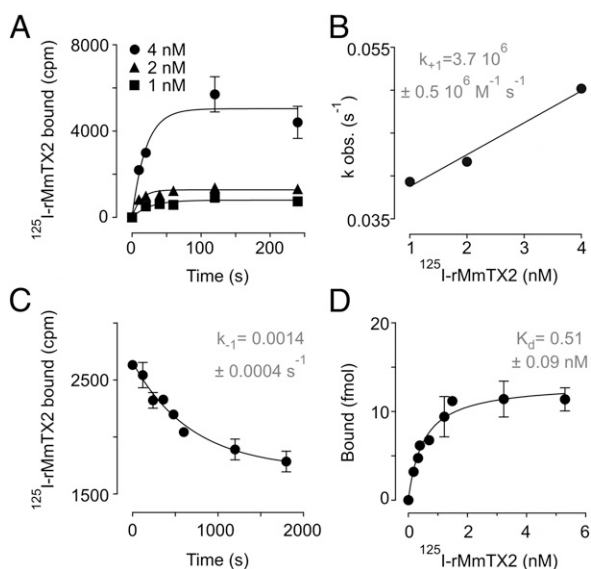 A
8000
4000
0
● 4 nM
▲ 2 nM
■ 1 nM
¹²⁵I-rMmTX2 bound (cpm)
0 100 200
Time (s)
B
0.055
0.035
k₊₁=3.7 10⁶
± 0.5 10⁶ M⁻¹ s⁻¹
k obs. (s⁻¹)
1 2 3 4
¹²⁵I-rMmTX2 (nM)
C
2500
1500
k₋₁= 0.0014
± 0.0004 s⁻¹
¹²⁵I-rMmTX2 bound (cpm)
0 1000 2000
Time (s)
D
20
10
0
K_d= 0.51
± 0.09 nM
Bound (fmol)
0 2 4 6
¹²⁵I-rMmTX2 (nM)